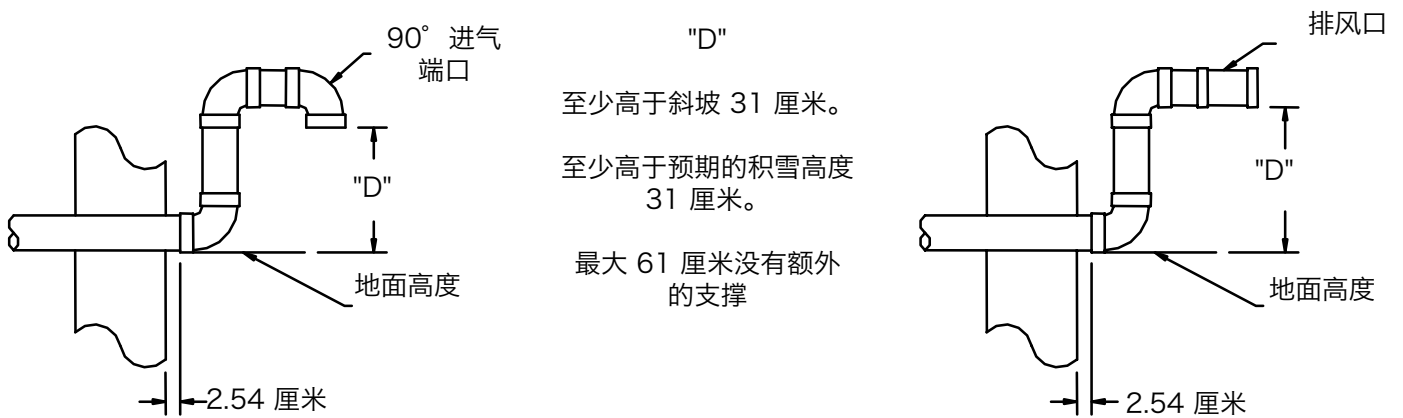 90° 进气
端口
"D"
地面高度
2.54 厘米
"D"
至少高于斜坡 31 厘米。
至少高于预期的积雪高度
31 厘米。
最大 61 厘米没有额外
的支撑
排风口
"D"
地面高度
2.54 厘米